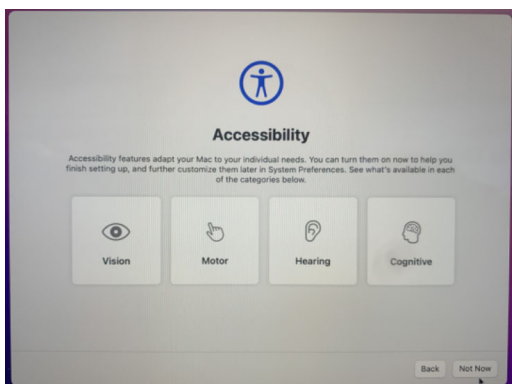 Accessibility
Accessibility features adapt your Mac to your individual needs. You can turn them on now to help you
finish setting up, and further customize them later in System Preferences. See what's available in each
of the categories below.
Vision
Motor
Hearing
Cognitive
Back
Not Now